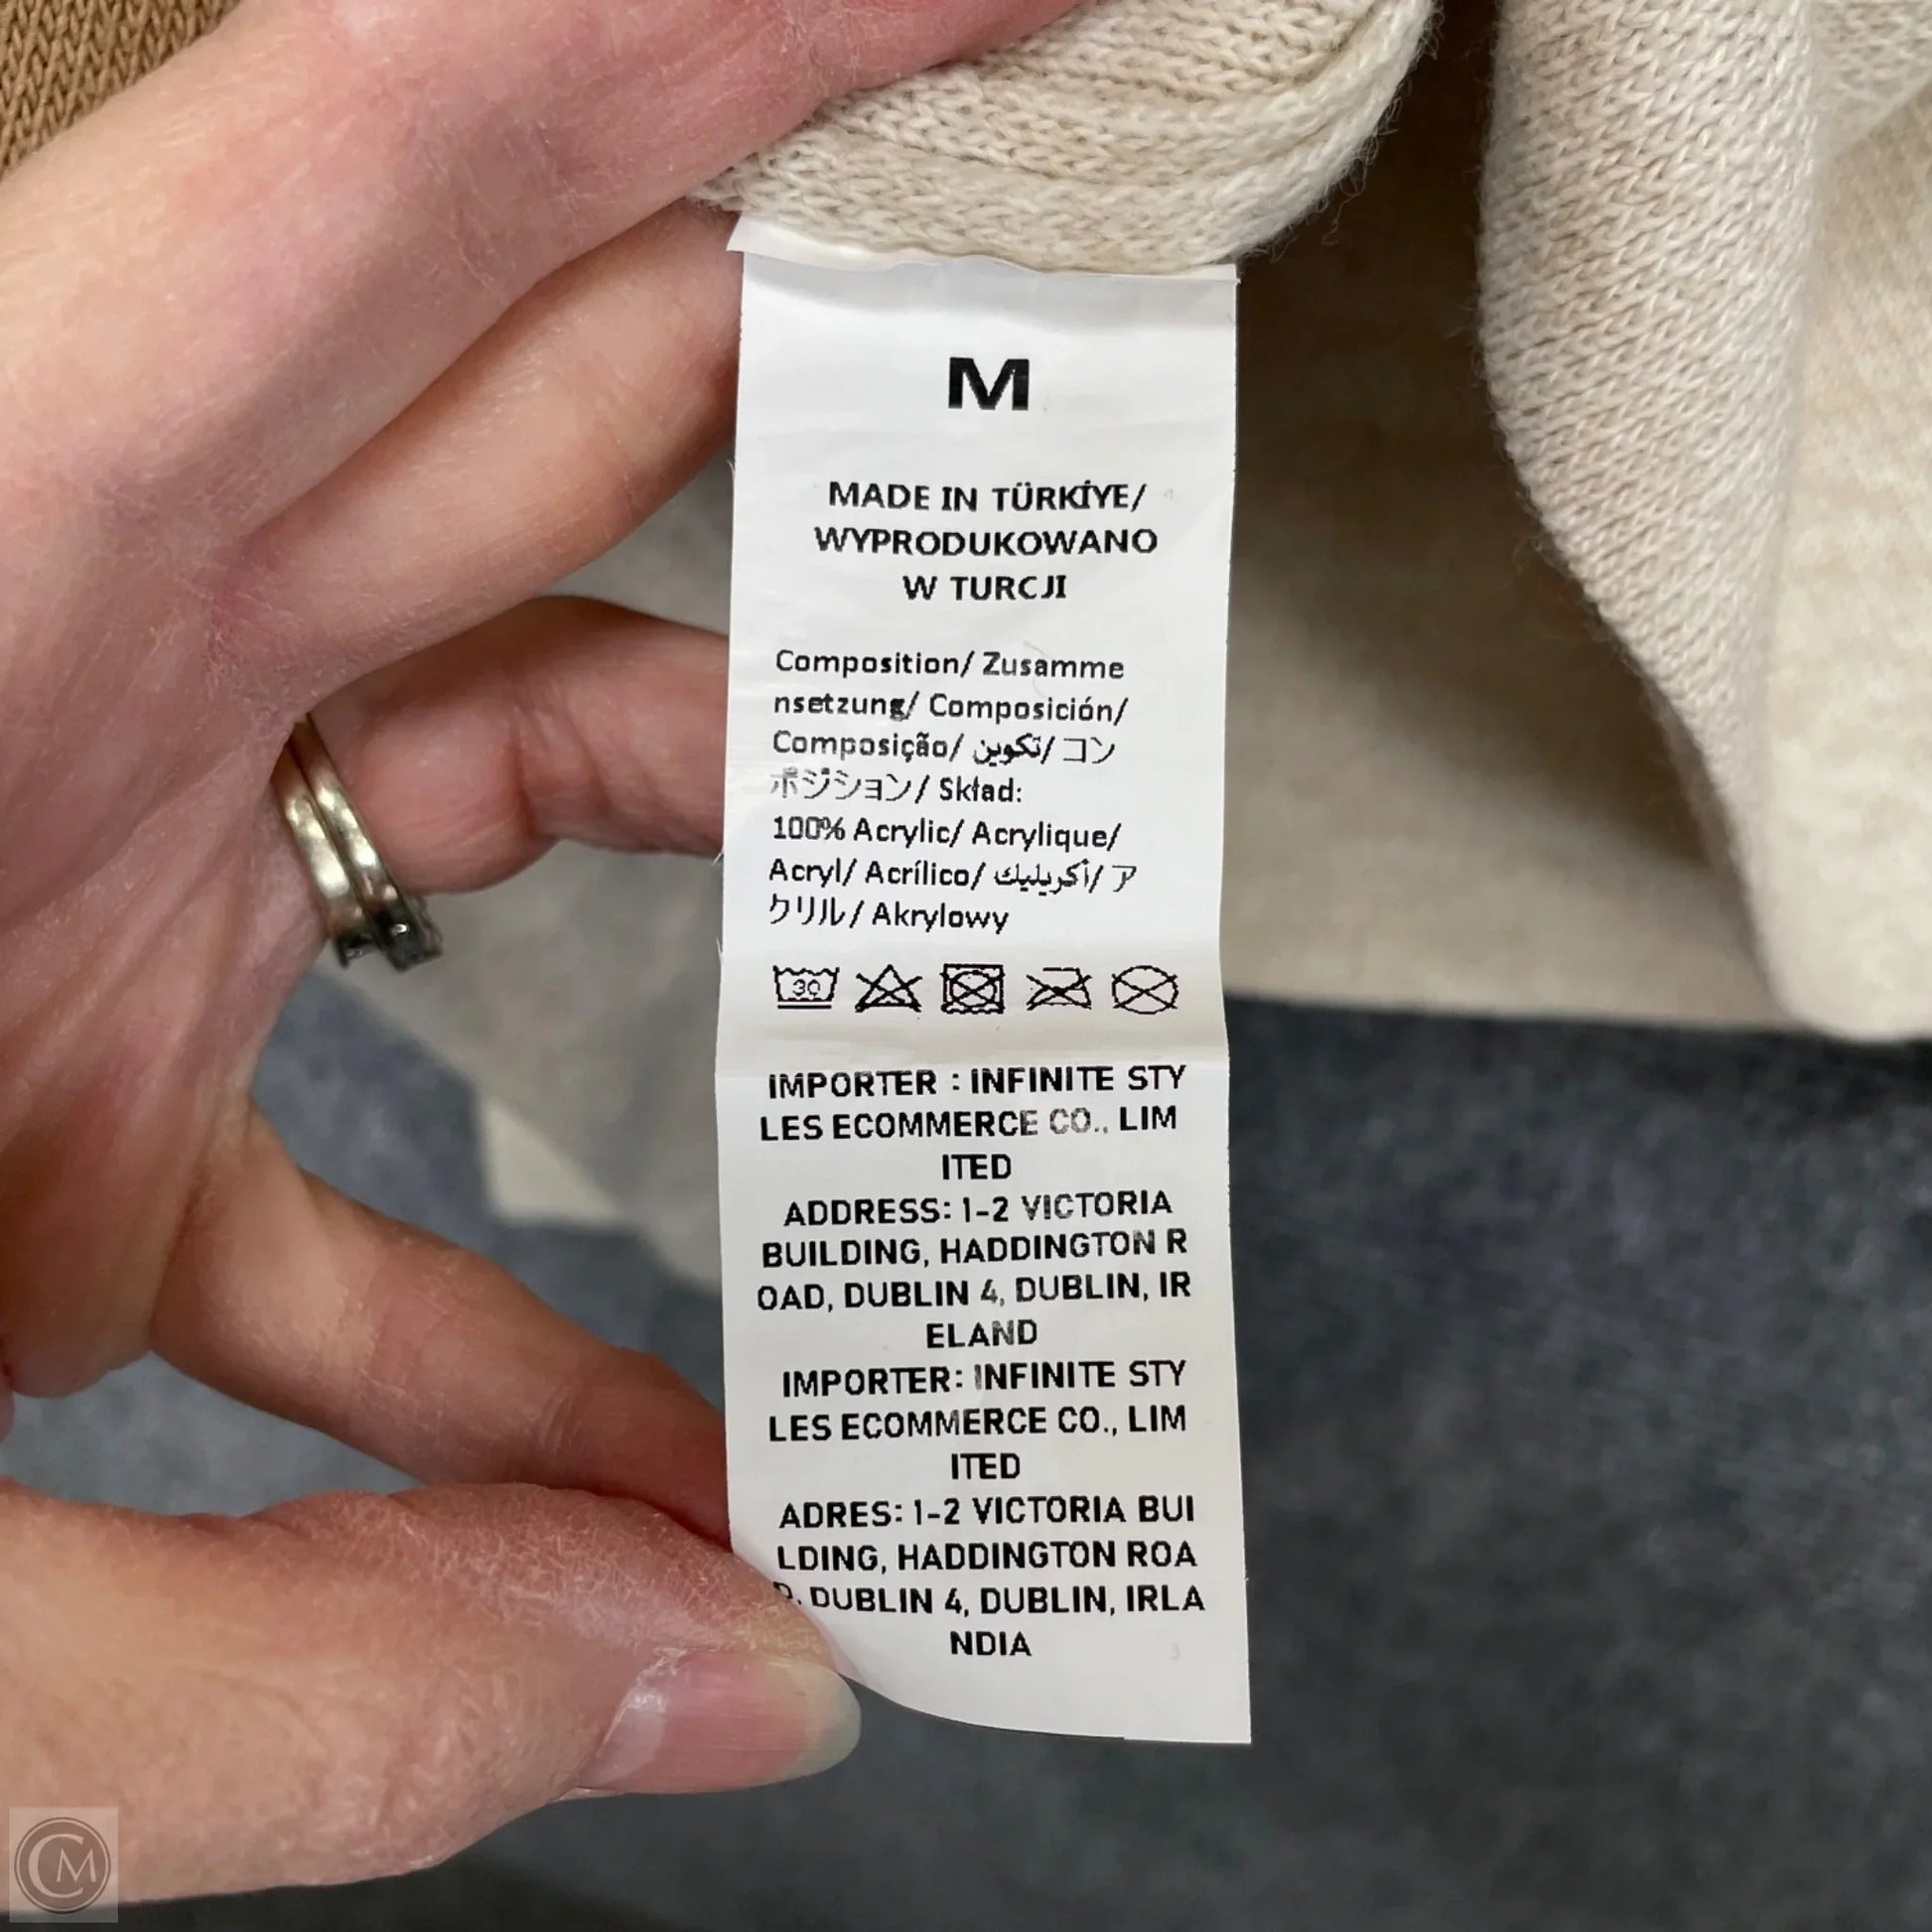 M
MADE IN TÜRKİYE/
WYPRODUKOWANO
W TURCJI
Composition/ Zusamme
nsetzung/ Composición/
Composição/ تكوين/コン
ポジション/ Skład:
100% Acrylic/ Acrylique/
Acryl/ Acrílico/ أكريليك/ア
クリル/ Akrylowy
30
IMPORTER : INFINITE STY
LES ECOMMERCE CO., LIM
ITED
ADDRESS: 1-2 VICTORIA
BUILDING, HADDINGTON R
OAD, DUBLIN 4, DUBLIN, IR
ELAND
IMPORTER: INFINITE STY
LES ECOMMERCE CO., LIM
ITED
ADRES: 1-2 VICTORIA BUI
LDING, HADDINGTON ROA
D, DUBLIN 4, DUBLIN, IRLA
NDIA
CM